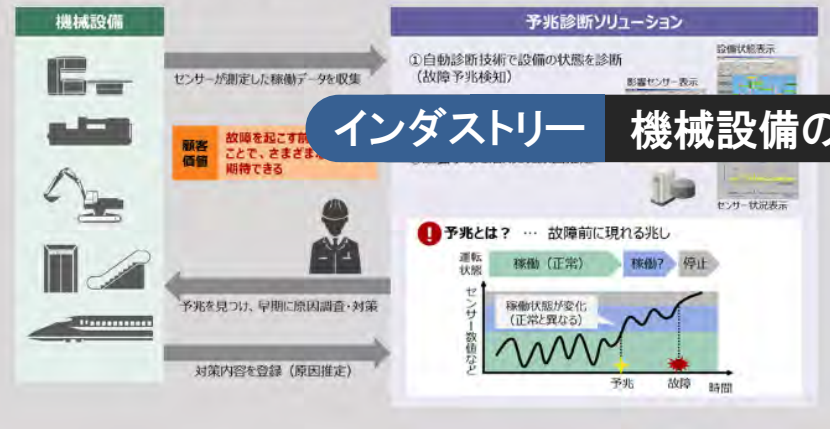 機械設備
予兆診断ソリューション
センサーが測定した稼働データを収集
①自動診断技術で設備の状態を診断
（故障予兆検知）
設備状態表示
影響センサー表示
インダストリー
機械設備の
顧客
価値
故障を起こす前
ことで、さまざま
期待できる
センサー状況表示
予兆とは？ … 故障前に現れる兆し
運転
状態
稼働（正常）
稼働?
停止
センサー数値など
稼働状態が変化
（正常と異なる）
予兆
故障
時間
予兆を見つけ、早期に原因調査・対策
対策内容を登録（原因推定）